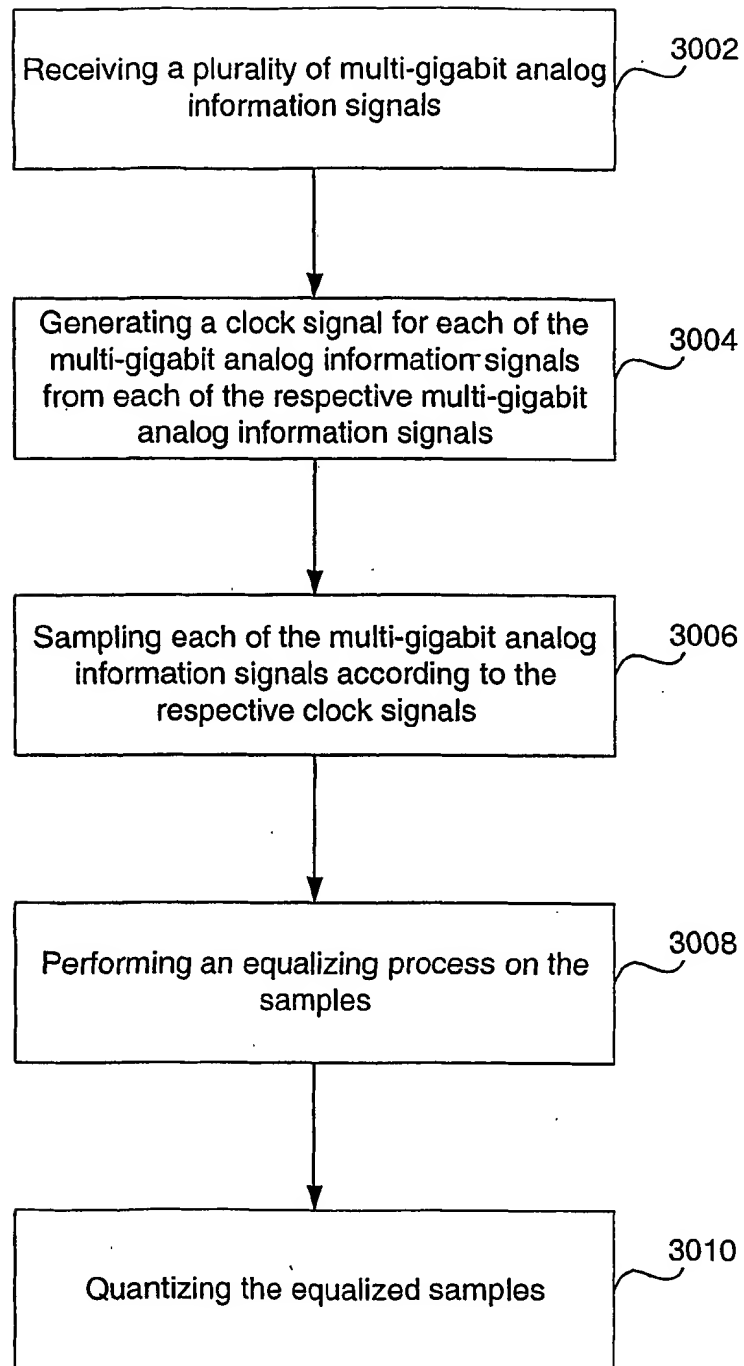 Receiving a plurality of multi-gigabit analog
information signals
3002
Generating a clock signal for each of the
multi-gigabit analog information signals
from each of the respective multi-gigabit
analog information signals
3004
Sampling each of the multi-gigabit analog
information signals according to the
respective clock signals
3006
Performing an equalizing process on the
samples
3008
Quantizing the equalized samples
3010